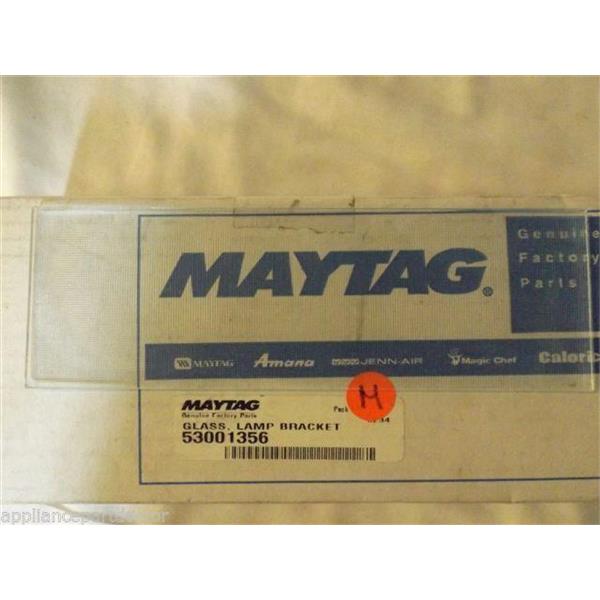 Genuine
Factory
Parts
MAYTAG®
MAYTAG Amana JENN-AIR Magic Chef Caloric
MAYTAG
Genuine Factory Parts
Pack
M
GLASS, LAMP BRACKET
53001356